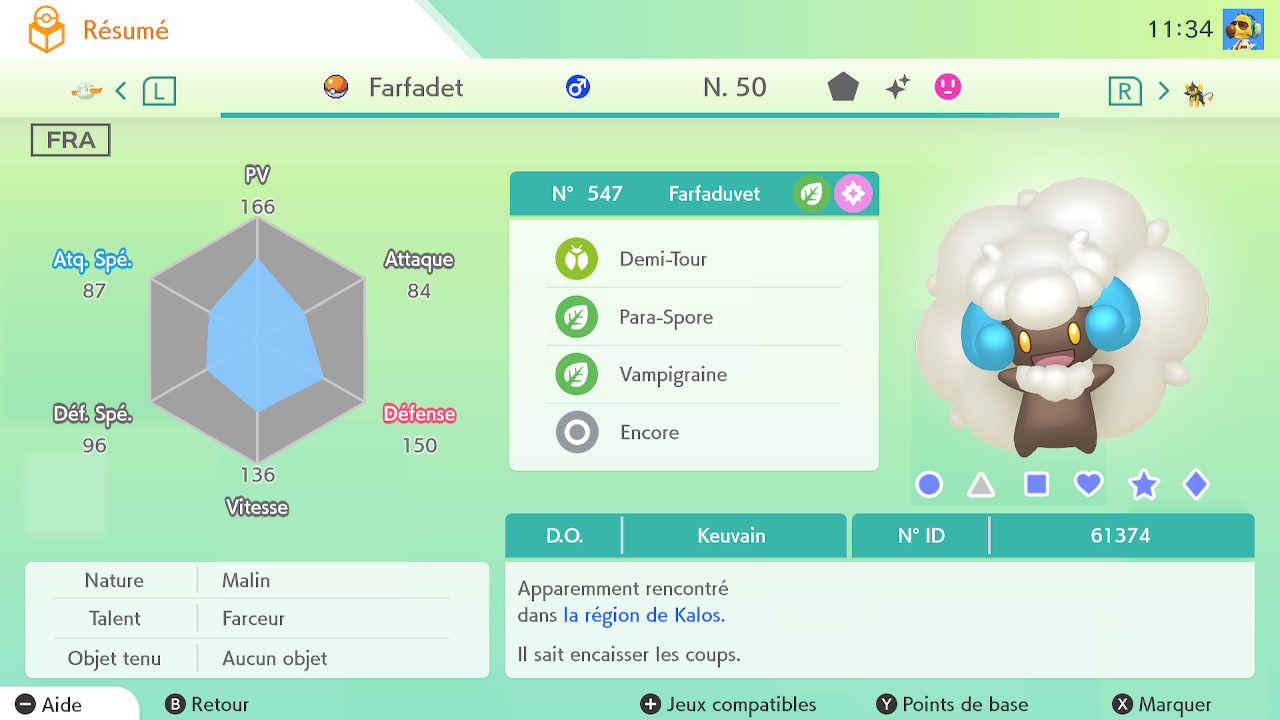 Résumé
11:34
L
Farfadet
N. 50
R
FRA
PV
166
Atq. Spé.
87
Attaque
84
Déf. Spé.
96
Défense
150
136
Vitesse
N° 547 Farfaduvet
Demi-Tour
Para-Spore
Vampigraine
Encore
D.O. Keuvain
N° ID 61374
Nature Malin
Talent Farceur
Objet tenu Aucun objet
Apparemment rencontré
dans la région de Kalos.
Il sait encaisser les coups.
Aide
B Retour
Jeux compatibles
Y Points de base
X Marquer